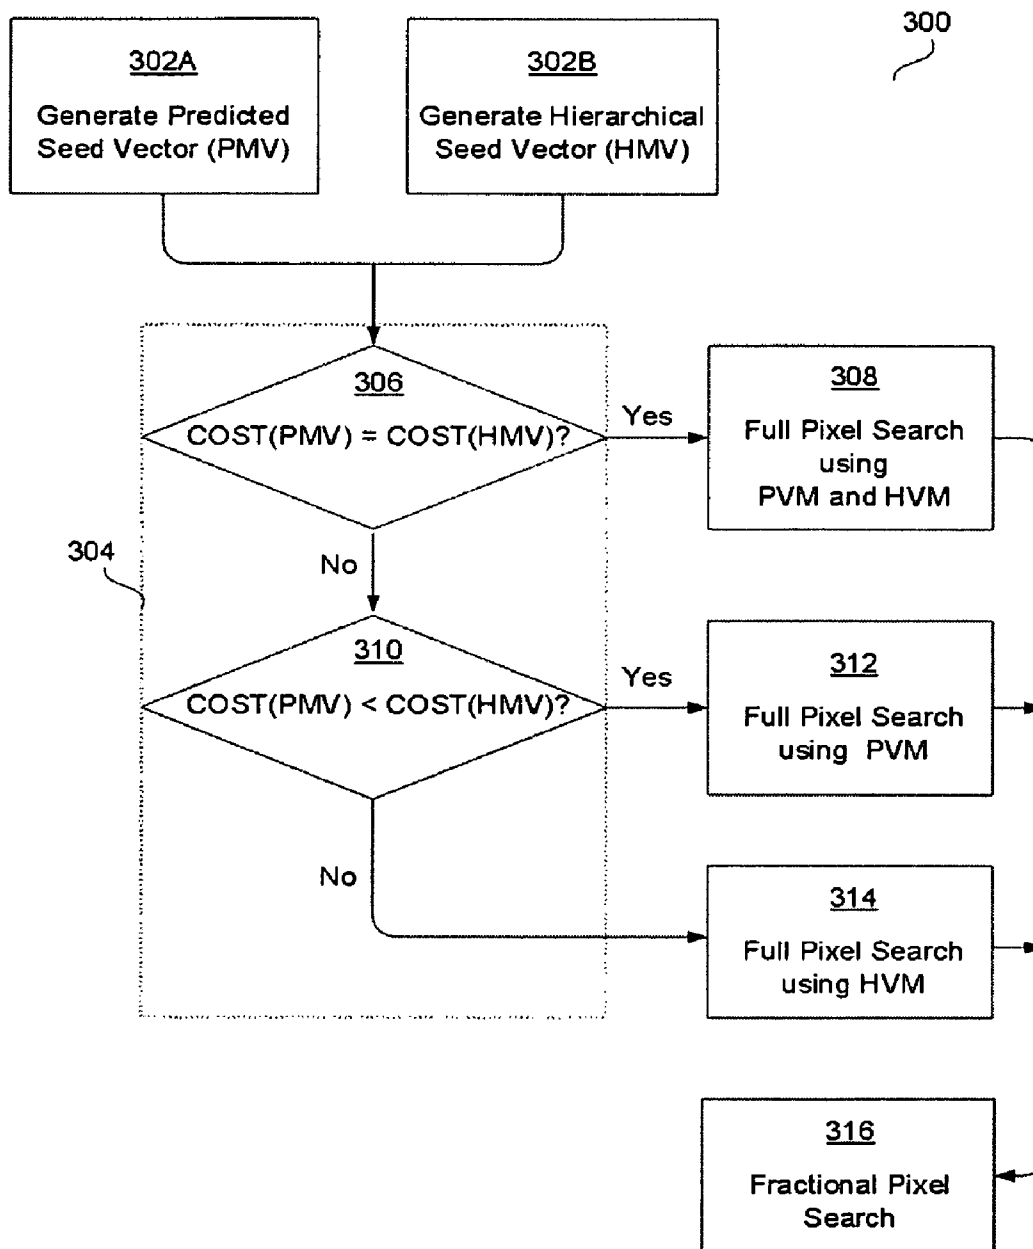 300
302A
Generate Predicted
Seed Vector (PMV)
302B
Generate Hierarchical
Seed Vector (HMV)
304
306
COST(PMV) = COST(HMV)?
Yes
308
Full Pixel Search
using
PVM and HVM
No
310
COST(PMV) < COST(HMV)?
Yes
312
Full Pixel Search
using PVM
No
314
Full Pixel Search
using HVM
316
Fractional Pixel
Search